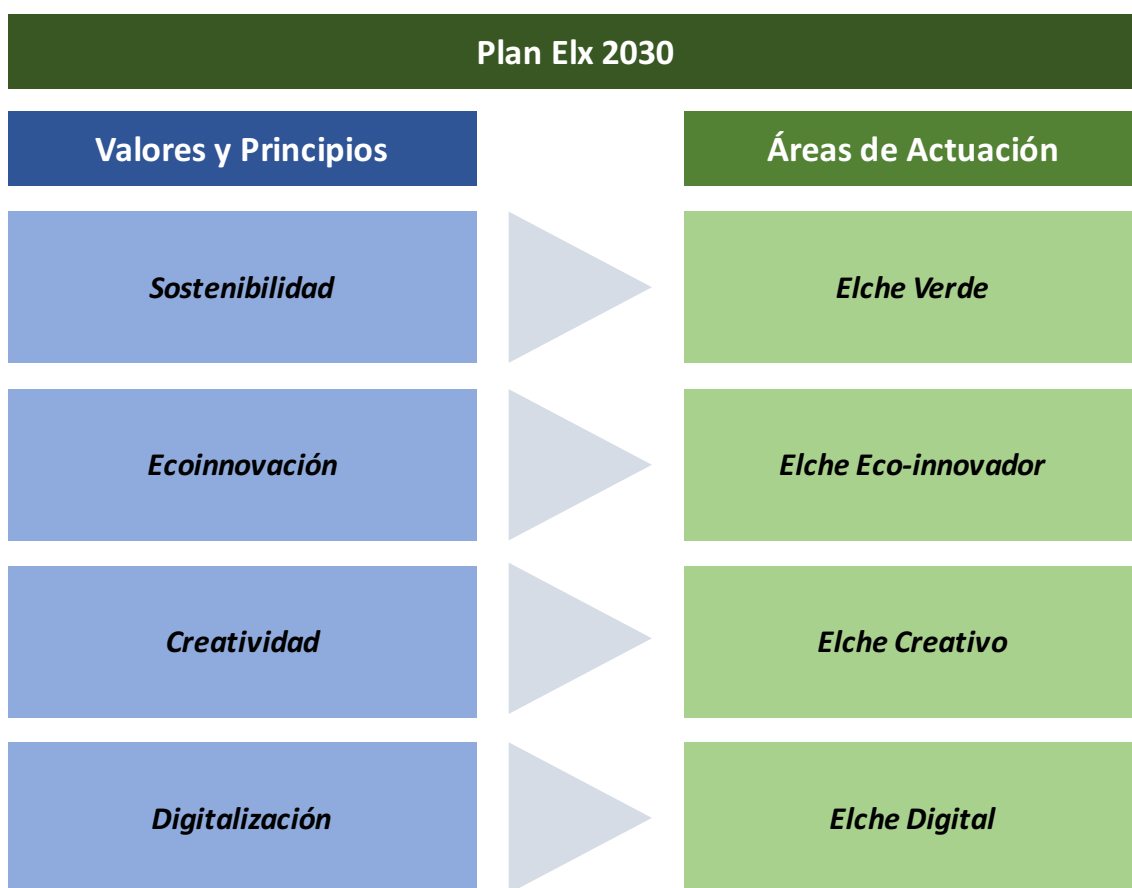 Plan Elx 2030
Valores y Principios
Áreas de Actuación
Sostenibilidad
Elche Verde
Ecoinnovación
Elche Eco-innovador
Creatividad
Elche Creativo
Digitalización
Elche Digital